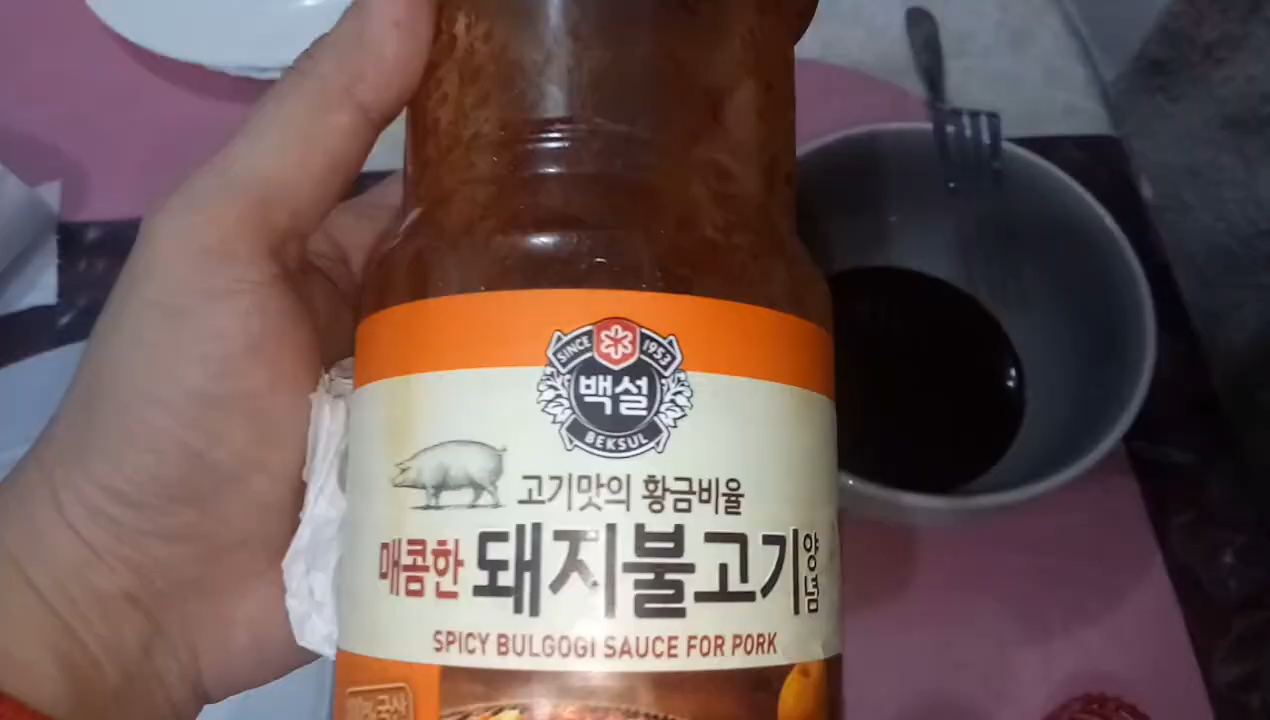 SINCE 1953
백설
BEKSUL
고기맛의 황금비율
매콤한 돼지불고기 양념
SPICY BULGOGI SAUCE FOR PORK